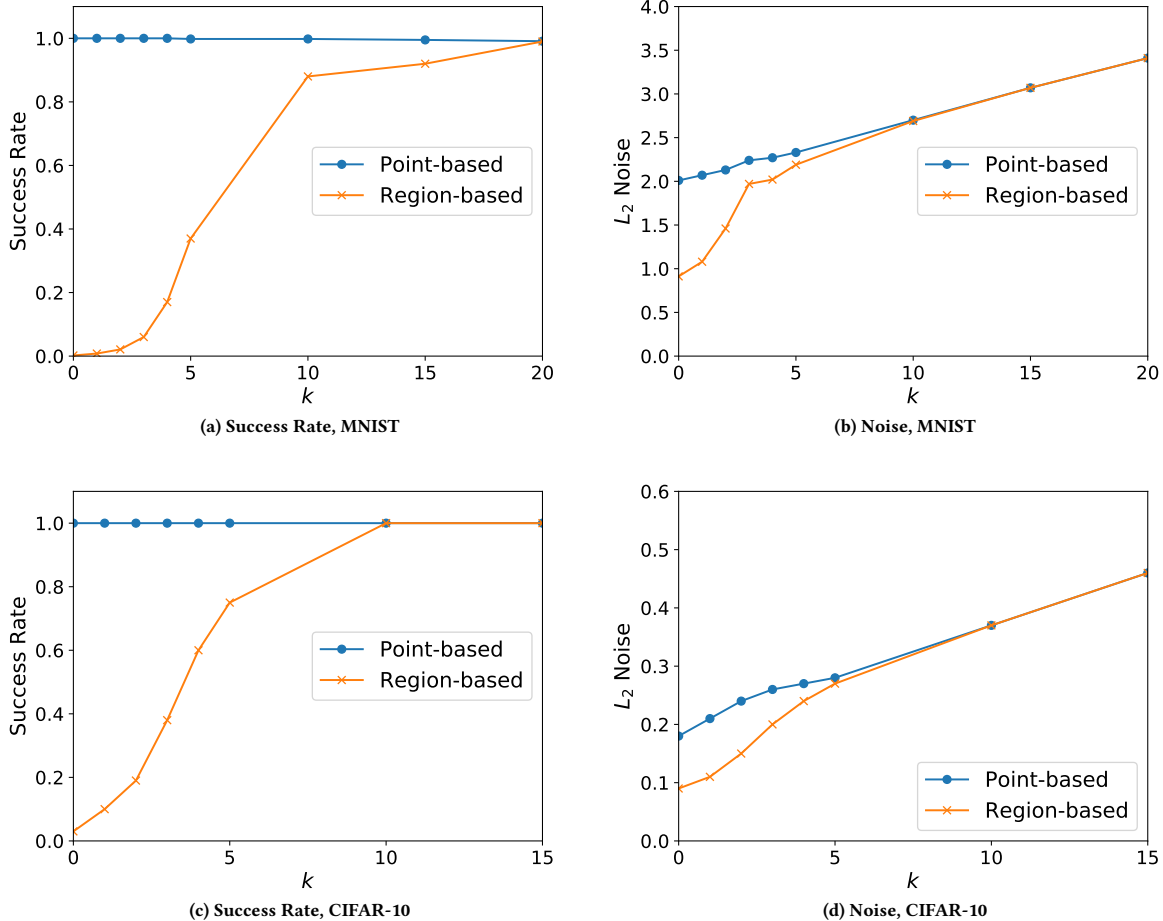 1.0
0.8
0.6
0.4
0.2
0.0
Success Rate
Point-based
Region-based
0 5 10 15 20
k
(a) Success Rate, MNIST
4.0
3.5
3.0
2.5
2.0
1.5
1.0
0.5
0.0
L₂ Noise
Point-based
Region-based
0 5 10 15 20
k
(b) Noise, MNIST
1.0
0.8
0.6
0.4
0.2
0.0
Success Rate
Point-based
Region-based
0 5 10 15
k
(c) Success Rate, CIFAR-10
0.6
0.5
0.4
0.3
0.2
0.1
0.0
L₂ Noise
Point-based
Region-based
0 5 10 15
k
(d) Noise, CIFAR-10